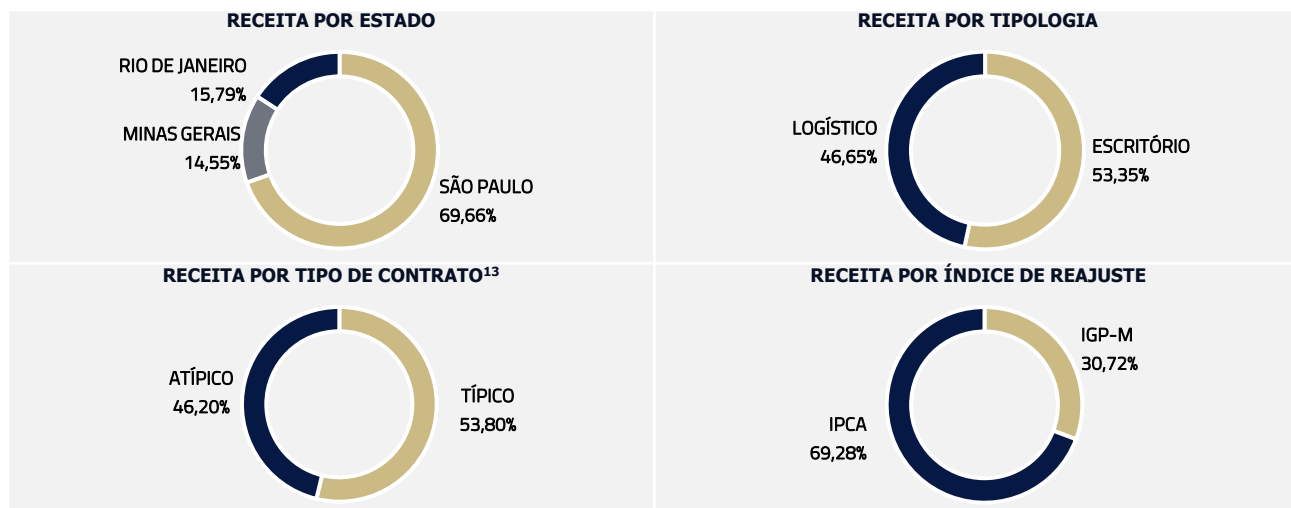 RECEITA POR ESTADO
RIO DE JANEIRO
15,79%
MINAS GERAIS
14,55%
SÃO PAULO
69,66%
RECEITA POR TIPOLOGIA
LOGÍSTICO
46,65%
ESCRITÓRIO
53,35%
RECEITA POR TIPO DE CONTRATO¹³
ATÍPICO
46,20%
TÍPICO
53,80%
RECEITA POR ÍNDICE DE REAJUSTE
IGP-M
30,72%
IPCA
69,28%